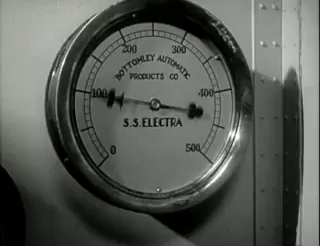 200 300
BOTTOMLEY AUTOMATIC
PRODUCTS CO
100 400
S.S. ELECTRA
0 500